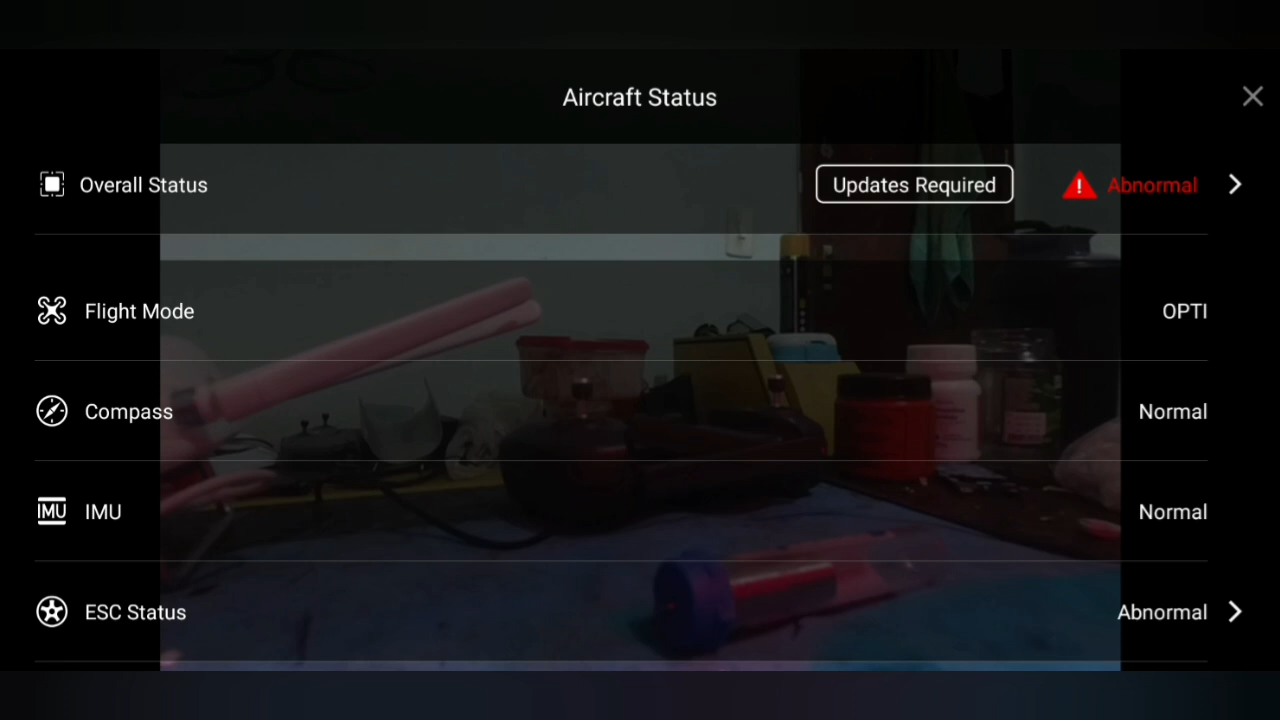 Aircraft Status
Overall Status Updates Required Abnormal
Flight Mode OPTI
Compass Normal
IMU IMU Normal
ESC Status Abnormal